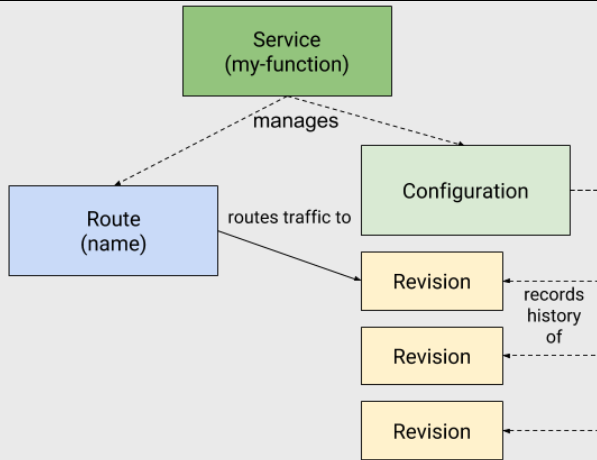 Service
(my-function)
manages
Configuration
Route
(name)
routes traffic to
Revision
records
history
of
Revision
Revision